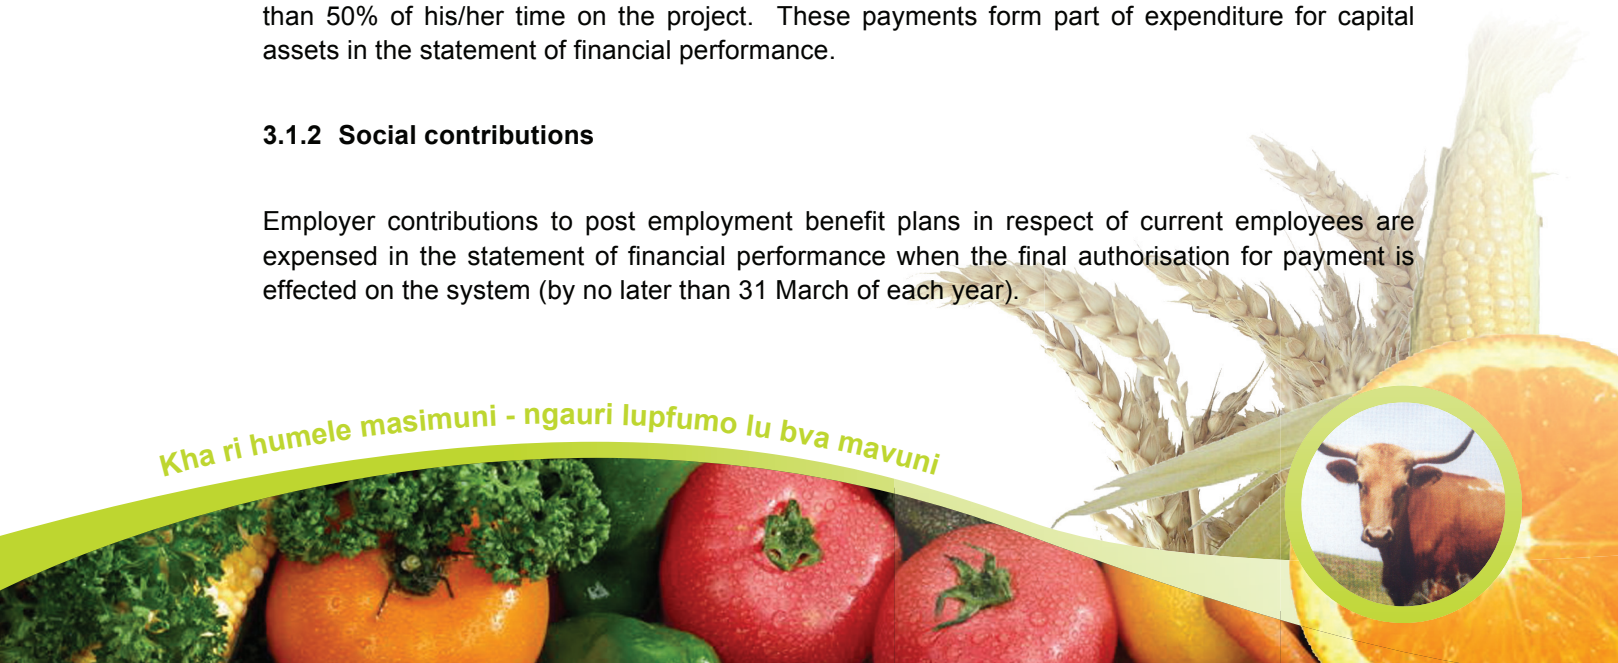 than 50% of his/her time on the project. These payments form part of expenditure for capital
assets in the statement of financial performance.
3.1.2 Social contributions
Employer contributions to post employment benefit plans in respect of current employees are
expensed in the statement of financial performance when the final authorisation for payment is
effected on the system (by no later than 31 March of each year).
Kha ri humele masimuni - ngauri lupfumo lu bva mavuni